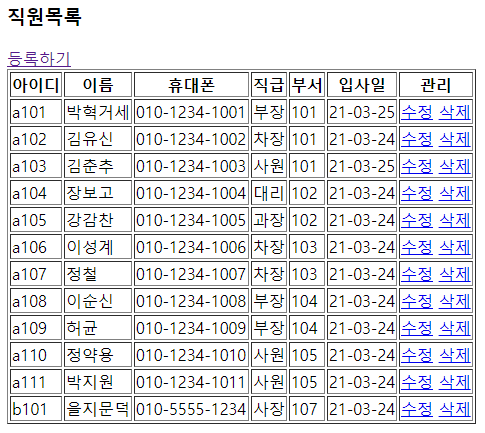 직원목록
등록하기
아이디 이름 휴대폰 직급 부서 입사일 관리
a101 박혁거세 010-1234-1001 부장 101 21-03-25 수정 삭제
a102 김유신 010-1234-1002 차장 101 21-03-24 수정 삭제
a103 김춘추 010-1234-1003 사원 101 21-03-25 수정 삭제
a104 장보고 010-1234-1004 대리 102 21-03-24 수정 삭제
a105 강감찬 010-1234-1005 과장 102 21-03-24 수정 삭제
a106 이성계 010-1234-1006 차장 103 21-03-24 수정 삭제
a107 정철 010-1234-1007 차장 103 21-03-24 수정 삭제
a108 이순신 010-1234-1008 부장 104 21-03-24 수정 삭제
a109 허균 010-1234-1009 부장 104 21-03-24 수정 삭제
a110 정약용 010-1234-1010 사원 105 21-03-24 수정 삭제
a111 박지원 010-1234-1011 사원 105 21-03-24 수정 삭제
b101 을지문덕 010-5555-1234 사장 107 21-03-24 수정 삭제